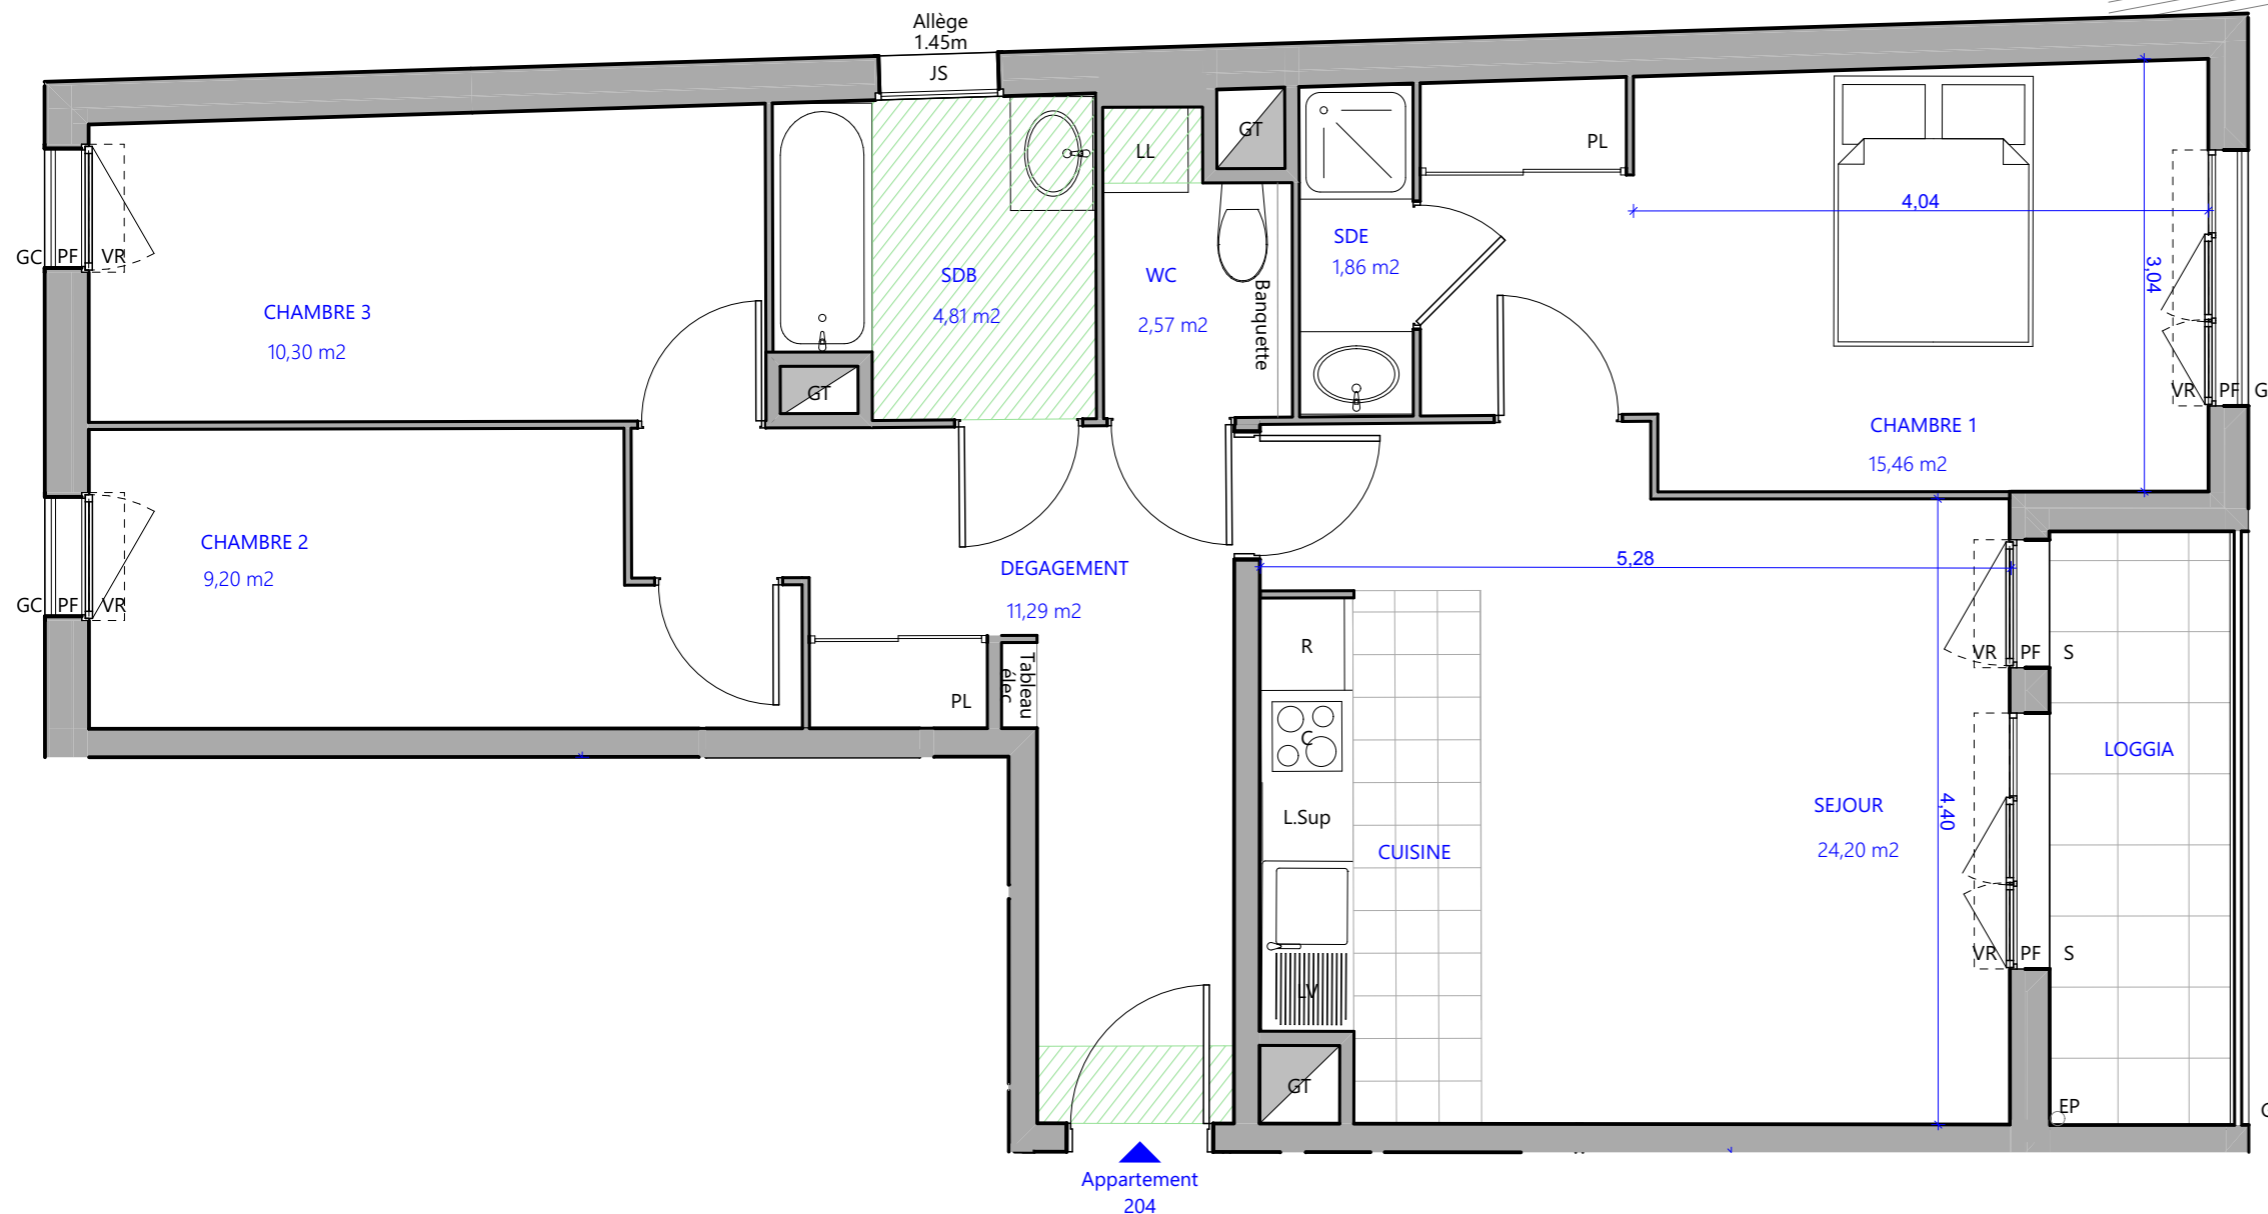 Allège
1.45m
JS
GT
LL
PL
4,04
3,04
SDE
1,86 m2
SDB
4,81 m2
WC
2,57 m2
Banquette
GC PF VR
CHAMBRE 3
10,30 m2
GT
VR PF G
CHAMBRE 1
15,46 m2
CHAMBRE 2
9,20 m2
DEGAGEMENT
11,29 m2
5,28
GC PF VR
R
VR PF S
Tableau
élec
PL
C
LOGGIA
L.Sup
SEJOUR
24,20 m2
4,40
CUISINE
VR PF S
LV
GT
EP
Appartement
204